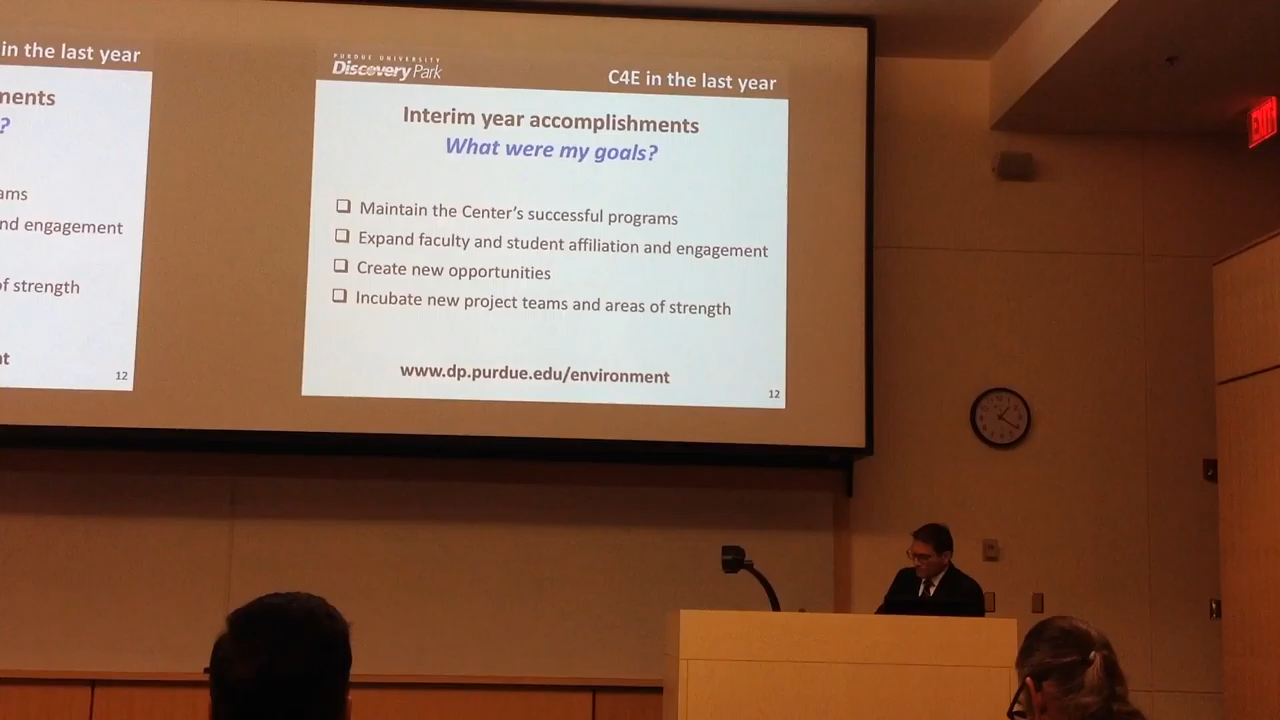 in the last year
ments
?
ams
nd engagement
of strength
nt
12
PURDUE UNIVERSITY
Discovery Park
C4E in the last year
Interim year accomplishments
What were my goals?
Maintain the Center's successful programs
Expand faculty and student affiliation and engagement
Create new opportunities
Incubate new project teams and areas of strength
www.dp.purdue.edu/environment
12
EXIT